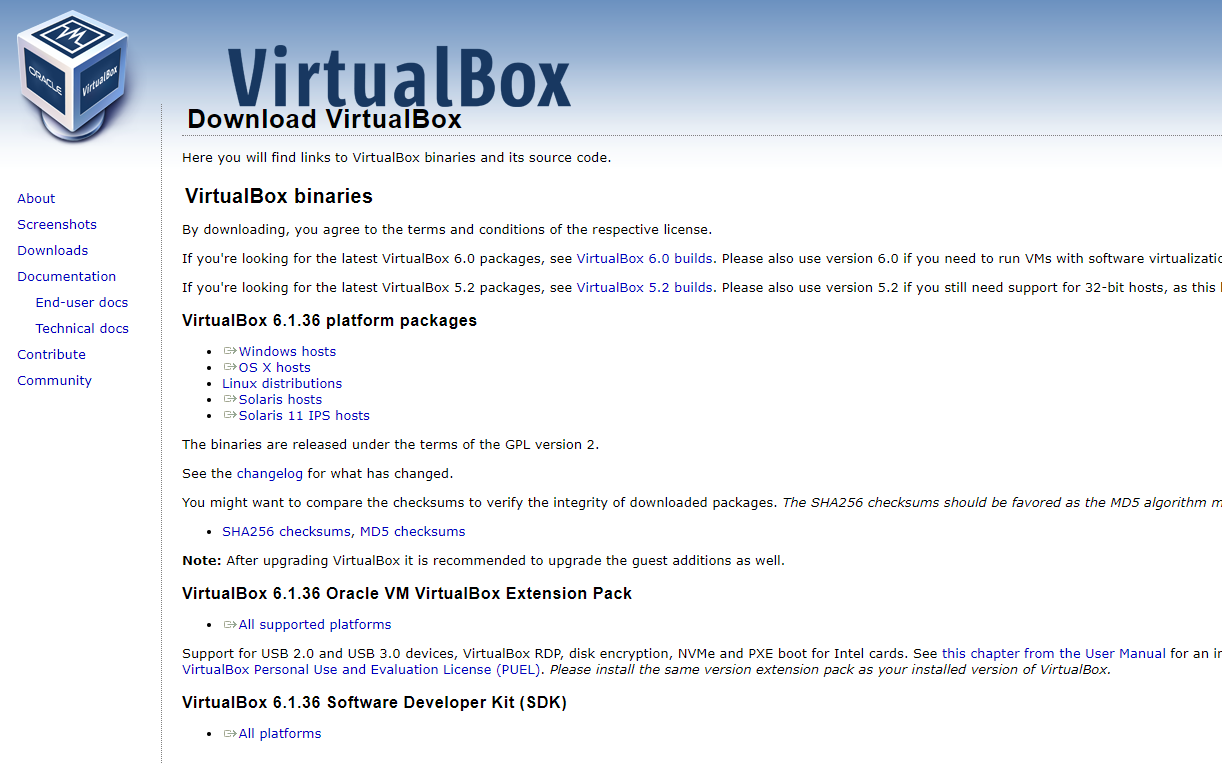 ORACLE
VirtualBox
VirtualBox
Download VirtualBox
Here you will find links to VirtualBox binaries and its source code.
About
Screenshots
Downloads
Documentation
End-user docs
Technical docs
Contribute
Community
VirtualBox binaries
By downloading, you agree to the terms and conditions of the respective license.
If you're looking for the latest VirtualBox 6.0 packages, see VirtualBox 6.0 builds. Please also use version 6.0 if you need to run VMs with software
If you're looking for the latest VirtualBox 5.2 packages, see VirtualBox 5.2 builds. Please also use version 5.2 if you still need support for 32-bit hosts, as this
VirtualBox 6.1.36 platform packages
• Windows hosts
• OS X hosts
• Linux distributions
• Solaris hosts
• Solaris 11 IPS hosts
The binaries are released under the terms of the GPL version 2.
See the changelog for what has changed.
You might want to compare the checksums to verify the integrity of downloaded packages. The SHA256 checksums should be favored as the MD5 algorithm
• SHA256 checksums, MD5 checksums
Note: After upgrading VirtualBox it is recommended to upgrade the guest additions as well.
VirtualBox 6.1.36 Oracle VM VirtualBox Extension Pack
• All supported platforms
Support for USB 2.0 and USB 3.0 devices, VirtualBox RDP, disk encryption, NVMe and PXE boot for Intel cards. See this chapter from the User Manual for an
VirtualBox Personal Use and Evaluation License (PUEL). Please install the same version extension pack as your installed version of VirtualBox.
VirtualBox 6.1.36 Software Developer Kit (SDK)
• All platforms